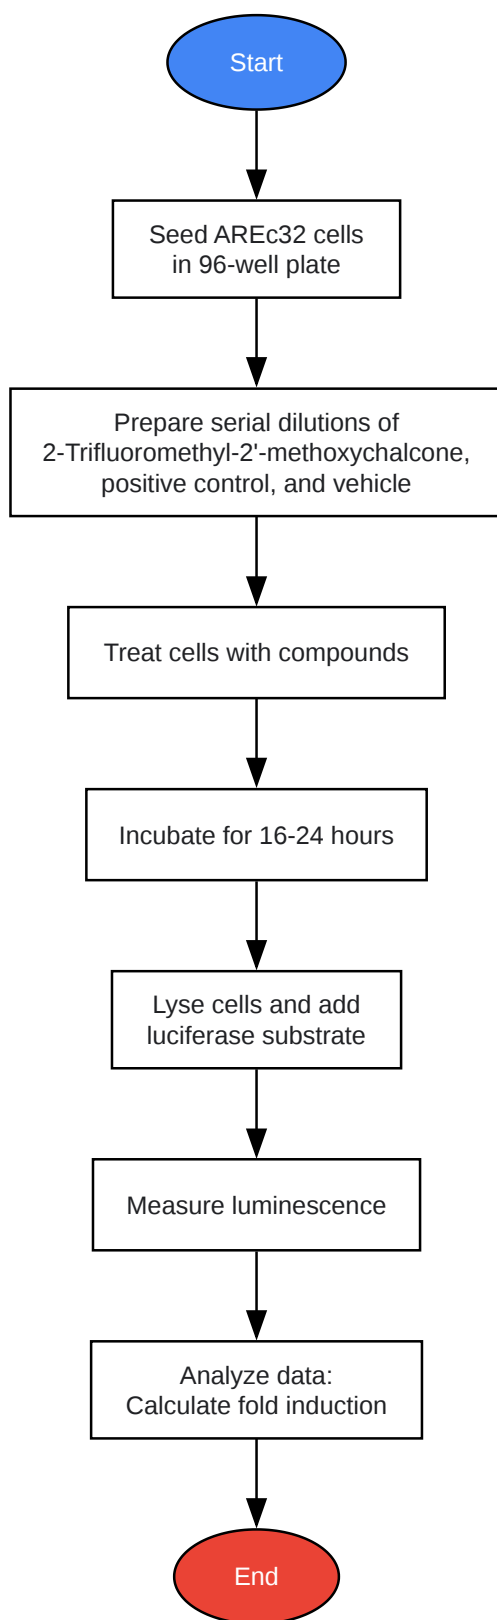 Start
Seed AREc32 cells
in 96-well plate
Prepare serial dilutions of
2-Trifluoromethyl-2'-methoxychalcone,
positive control, and vehicle
Treat cells with compounds
Incubate for 16-24 hours
Lyse cells and add
luciferase substrate
Measure luminescence
Analyze data:
Calculate fold induction
End